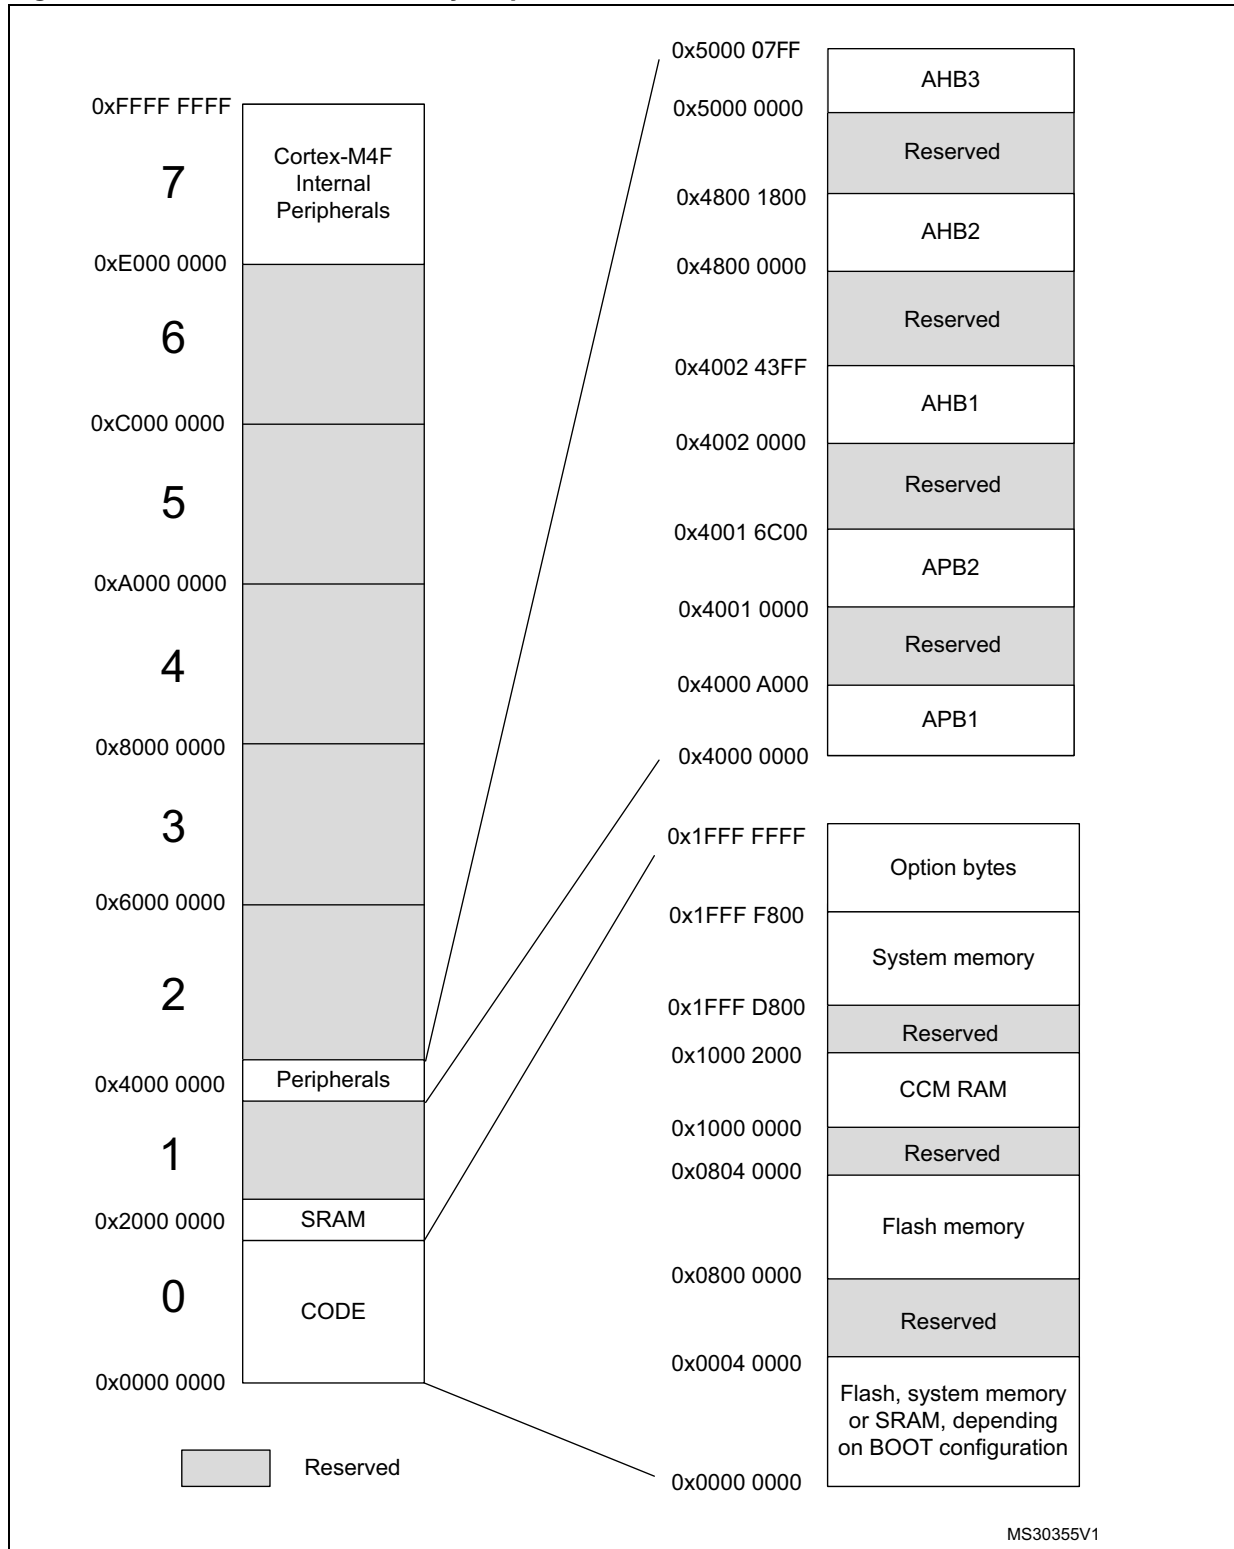 0xFFFF FFFF
7
Cortex-M4F
Internal
Peripherals
0xE000 0000
6
0xC000 0000
5
0xA000 0000
4
0x8000 0000
3
0x6000 0000
2
0x4000 0000
Peripherals
1
0x2000 0000
SRAM
0
CODE
0x0000 0000
Reserved
0x5000 07FF
AHB3
0x5000 0000
Reserved
0x4800 1800
AHB2
0x4800 0000
Reserved
0x4002 43FF
AHB1
0x4002 0000
Reserved
0x4001 6C00
APB2
0x4001 0000
Reserved
0x4000 A000
APB1
0x4000 0000
0x1FFF FFFF
Option bytes
0x1FFF F800
System memory
0x1FFF D800
Reserved
0x1000 2000
CCM RAM
0x1000 0000
Reserved
0x0804 0000
Flash memory
0x0800 0000
Reserved
0x0004 0000
Flash, system memory
or SRAM, depending
on BOOT configuration
0x0000 0000
MS30355V1